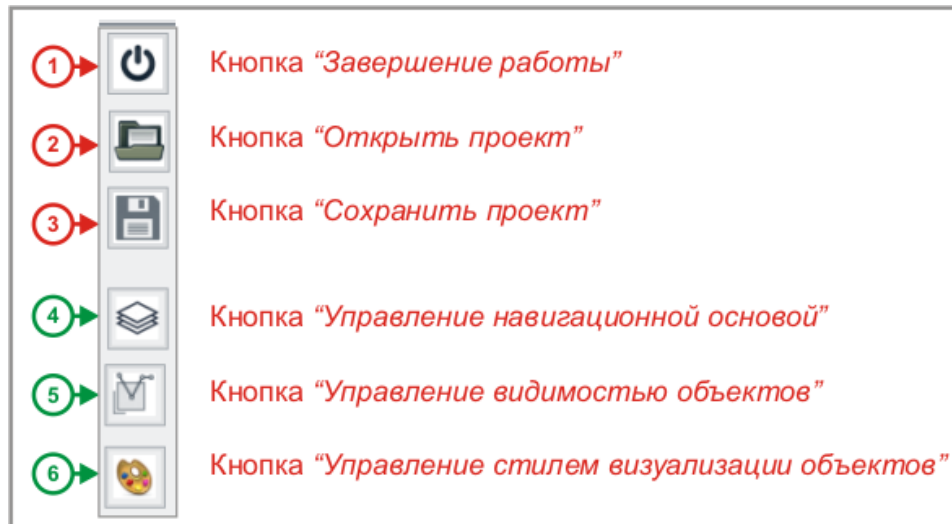 1 Кнопка “Завершение работы”
2 Кнопка “Открыть проект”
3 Кнопка “Сохранить проект”
4 Кнопка “Управление навигационной основой”
5 Кнопка “Управление видимостью объектов”
6 Кнопка “Управление стилем визуализации объектов”